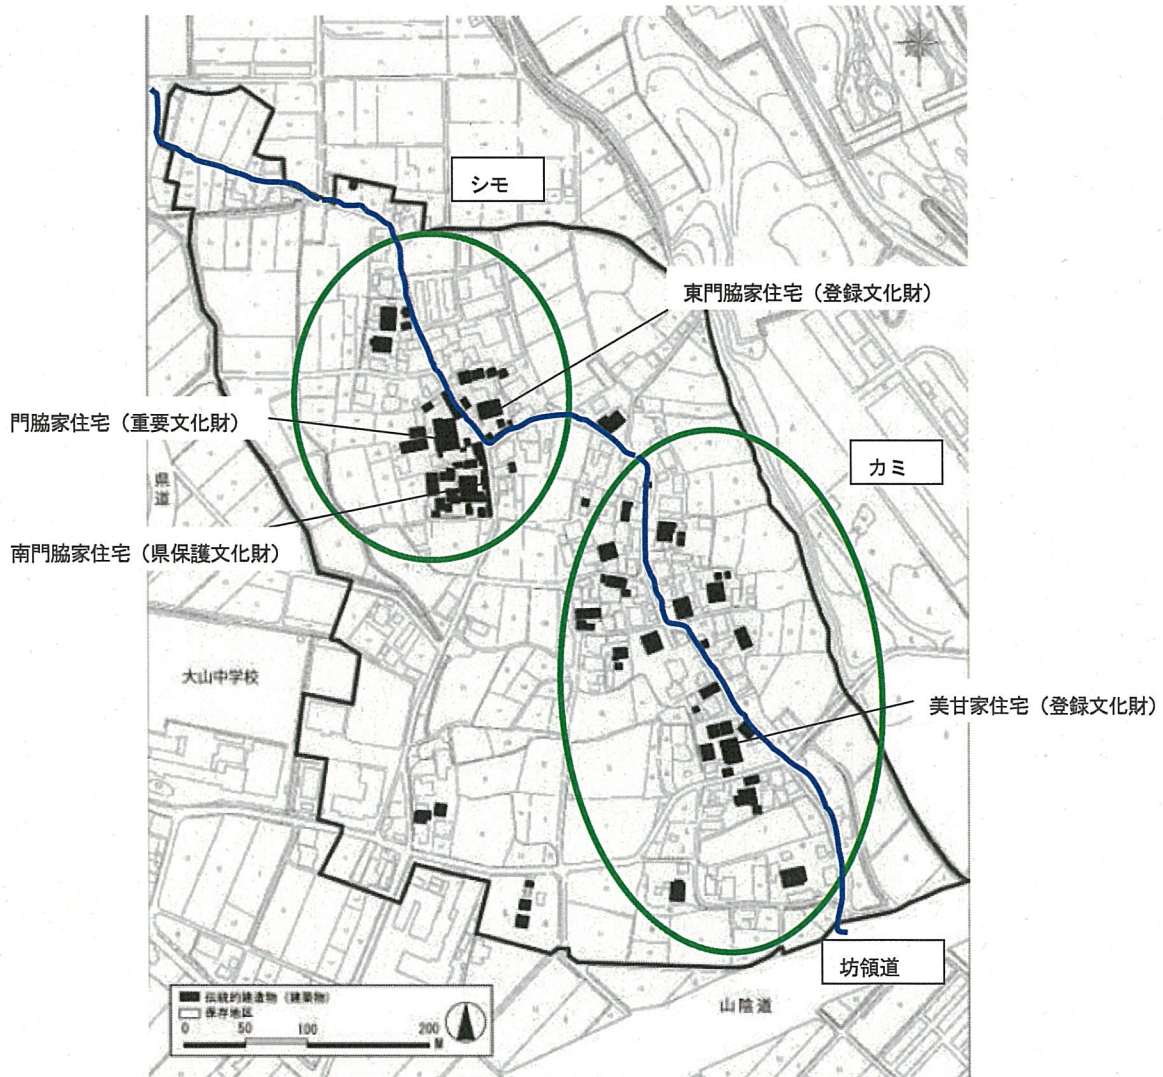 シモ
東門脇家住宅（登録文化財）
門脇家住宅（重要文化財）
カミ
県道
南門脇家住宅（県保護文化財）
大山中学校
美甘家住宅（登録文化財）
坊領道
山陰道
伝統的建造物（建築物）
保存地区
0 50 100 200
M